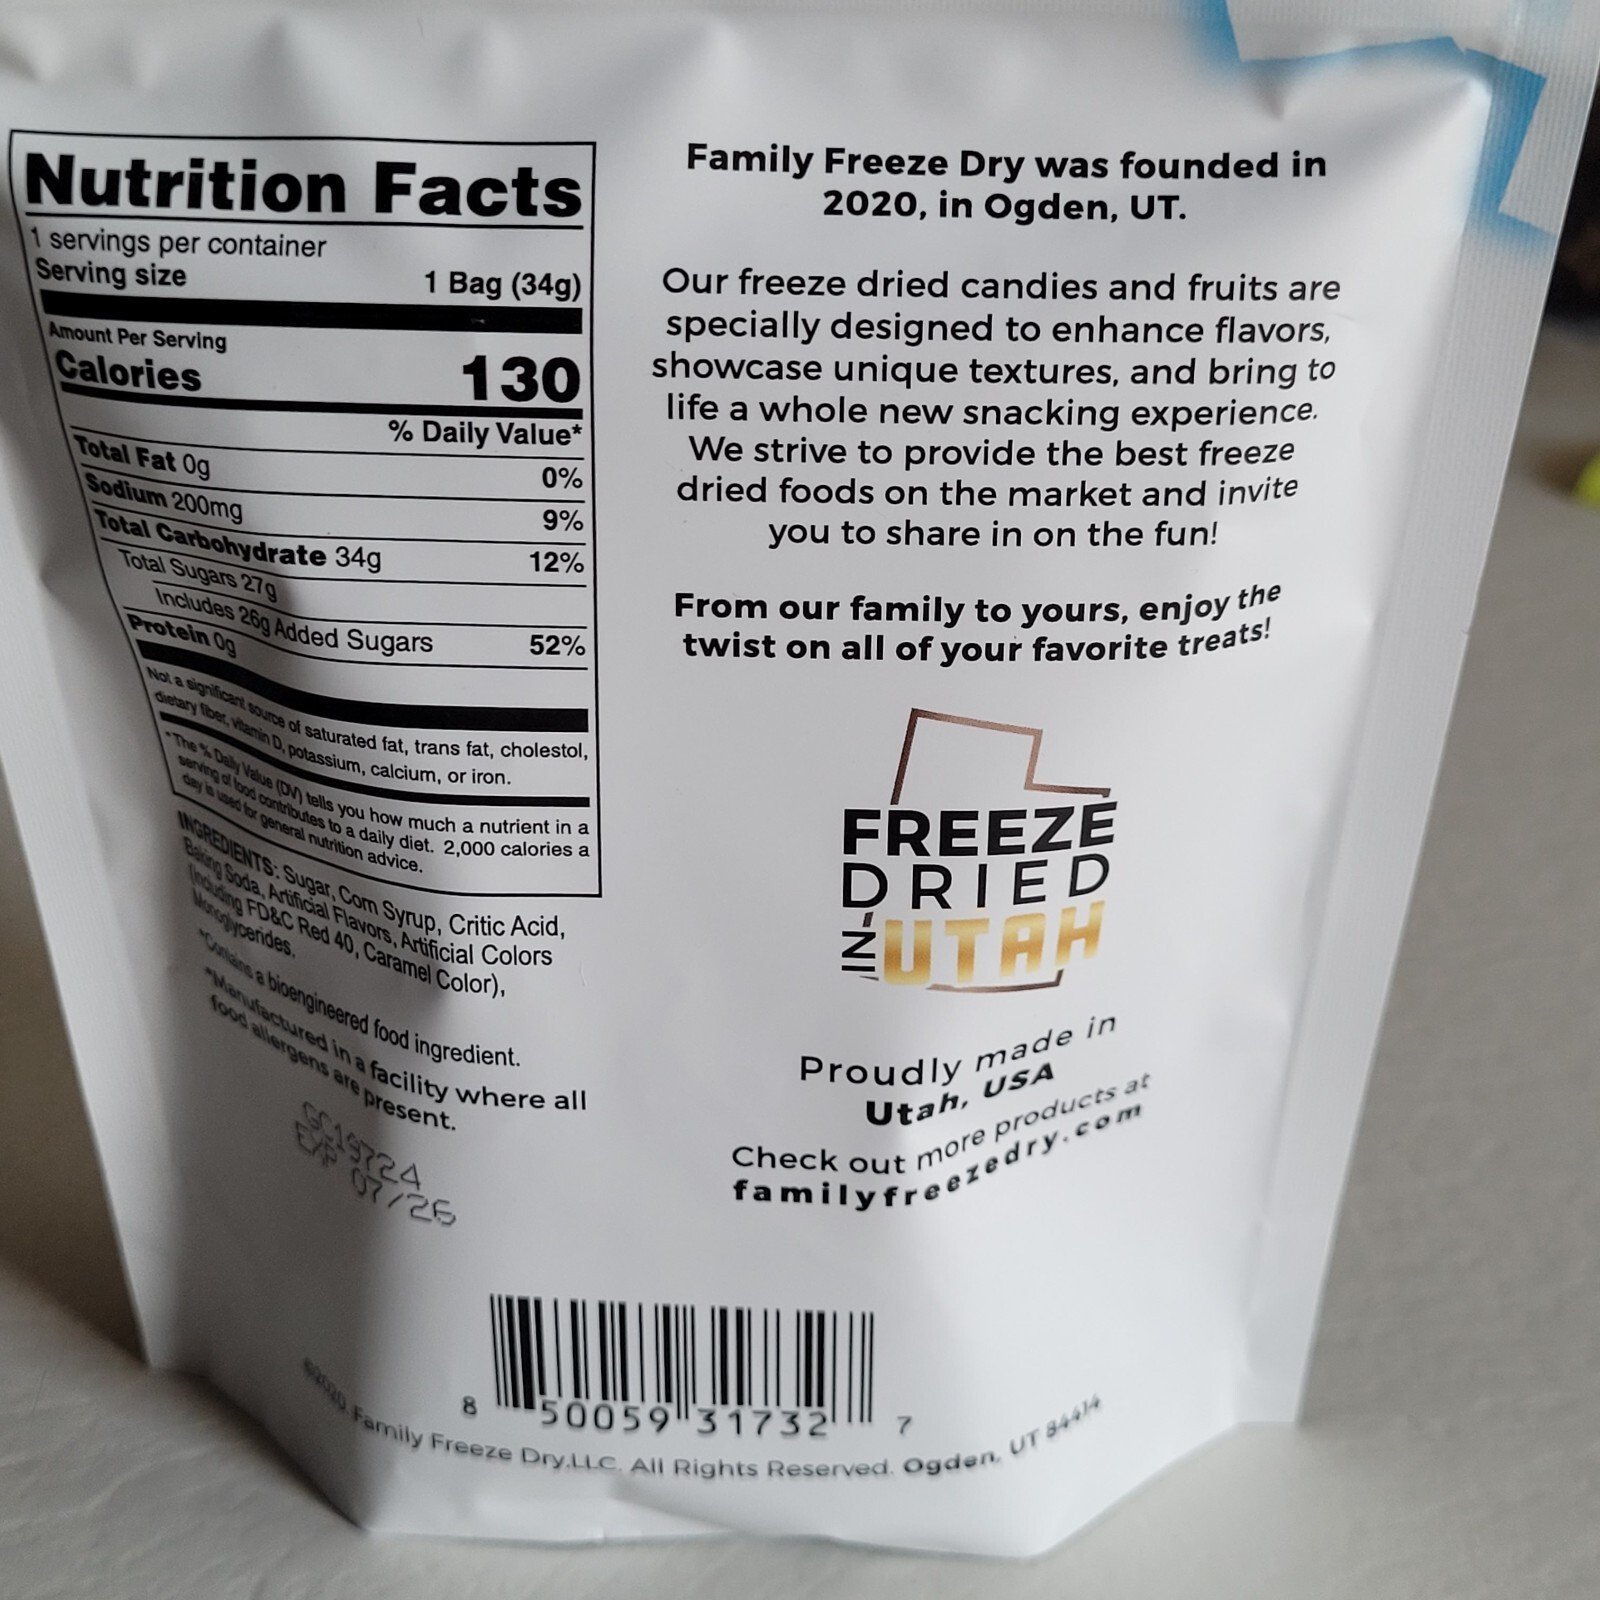 Nutrition Facts
1 servings per container
Serving size 1 Bag (34g)
Amount Per Serving
Calories 130
% Daily Value*
Total Fat 0g 0%
Sodium 200mg 9%
Total Carbohydrate 34g 12%
Total Sugars 27g
Includes 26g Added Sugars 52%
Protein 0g
Not a significant source of saturated fat, trans fat, cholestol,
dietary fiber, vitamin D, potassium, calcium, or iron.
*The % Daily Value (DV) tells you how much a nutrient in a
serving of food contributes to a daily diet. 2,000 calories a
day is used for general nutrition advice.
INGREDIENTS: Sugar, Corn Syrup, Critic Acid,
Baking Soda, Artificial Flavors, Artificial Colors
(including FD&C Red 40, Caramel Color),
Monoglycerides.
*Contains a bioengineered food ingredient.
*Manufactured in a facility where all
food allergens are present.
GC19724
EXP 07/26
Family Freeze Dry was founded in
2020, in Ogden, UT.
Our freeze dried candies and fruits are
specially designed to enhance flavors,
showcase unique textures, and bring to
life a whole new snacking experience.
We strive to provide the best freeze
dried foods on the market and invite
you to share in on the fun!
From our family to yours, enjoy the
twist on all of your favorite treats!
FREEZE
DRIED
IN UTAH
Proudly made in
Utah, USA
Check out more products at
familyfreezedry.com
8 50059 31732 7
©2020 Family Freeze Dry.LLC. All Rights Reserved. Ogden, UT 84414